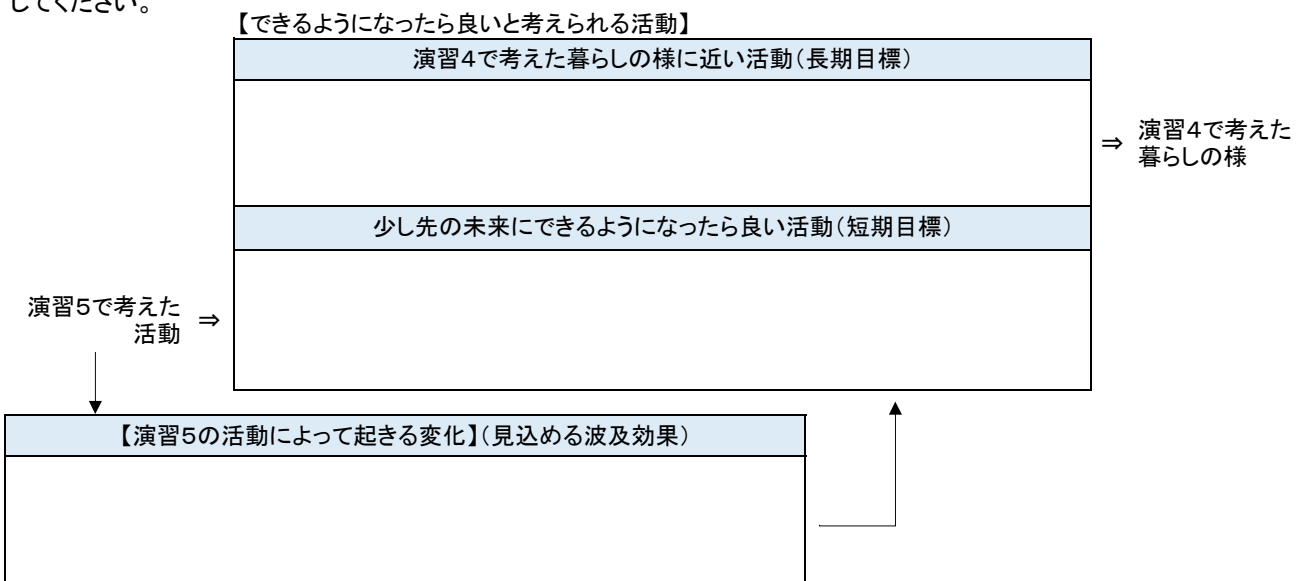 してください。
【できるようになったら良いと考えられる活動】
演習4で考えた暮らしの様に近い活動(長期目標)
⇒ 演習4で考えた
暮らしの様
少し先の未来にできるようになったら良い活動(短期目標)
演習5で考えた
活動 ⇒
【演習5の活動によって起きる変化】(見込める波及効果)